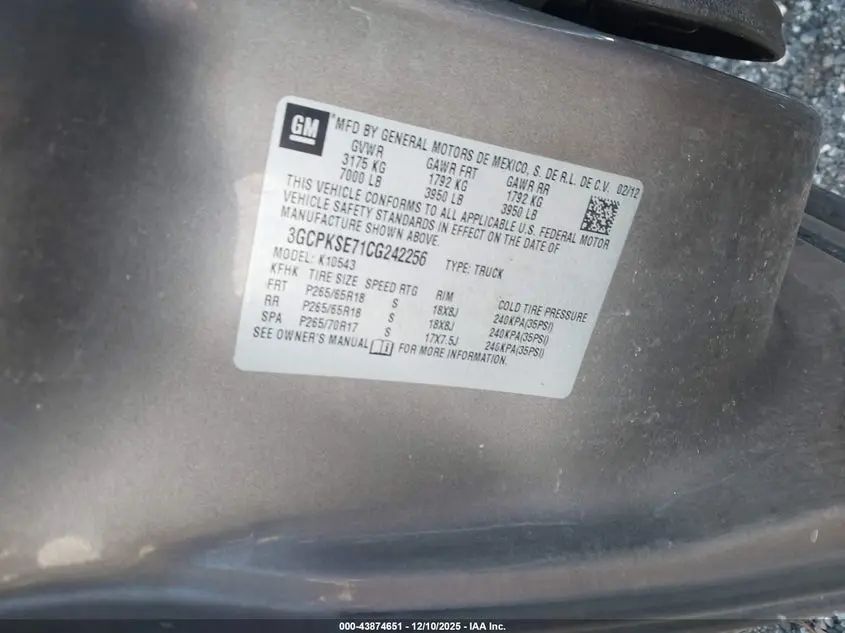 GM
® MFD BY GENERAL MOTORS DE MEXICO, S. DE R.L. DE C.V. 02/12
GVWR GAWR FRT GAWR RR
3175 KG 1792 KG 1792 KG
7000 LB 3950 LB 3950 LB
THIS VEHICLE CONFORMS TO ALL APPLICABLE U.S. FEDERAL MOTOR
VEHICLE SAFETY STANDARDS IN EFFECT ON THE DATE OF
MANUFACTURE SHOWN ABOVE.
3GCPKSE71CG242256 TYPE: TRUCK
MODEL: K10543
KFHK TIRE SIZE SPEED RTG RIM COLD TIRE PRESSURE
FRT P265/65R18 S 18X8J 240KPA(35PSI)
RR P265/65R18 S 18X8J 240KPA(35PSI)
SPA P265/70R17 S 17X7.5J 240KPA(35PSI)
SEE OWNER'S MANUAL FOR MORE INFORMATION.
000-43874651 - 12/10/2025 - IAA Inc.